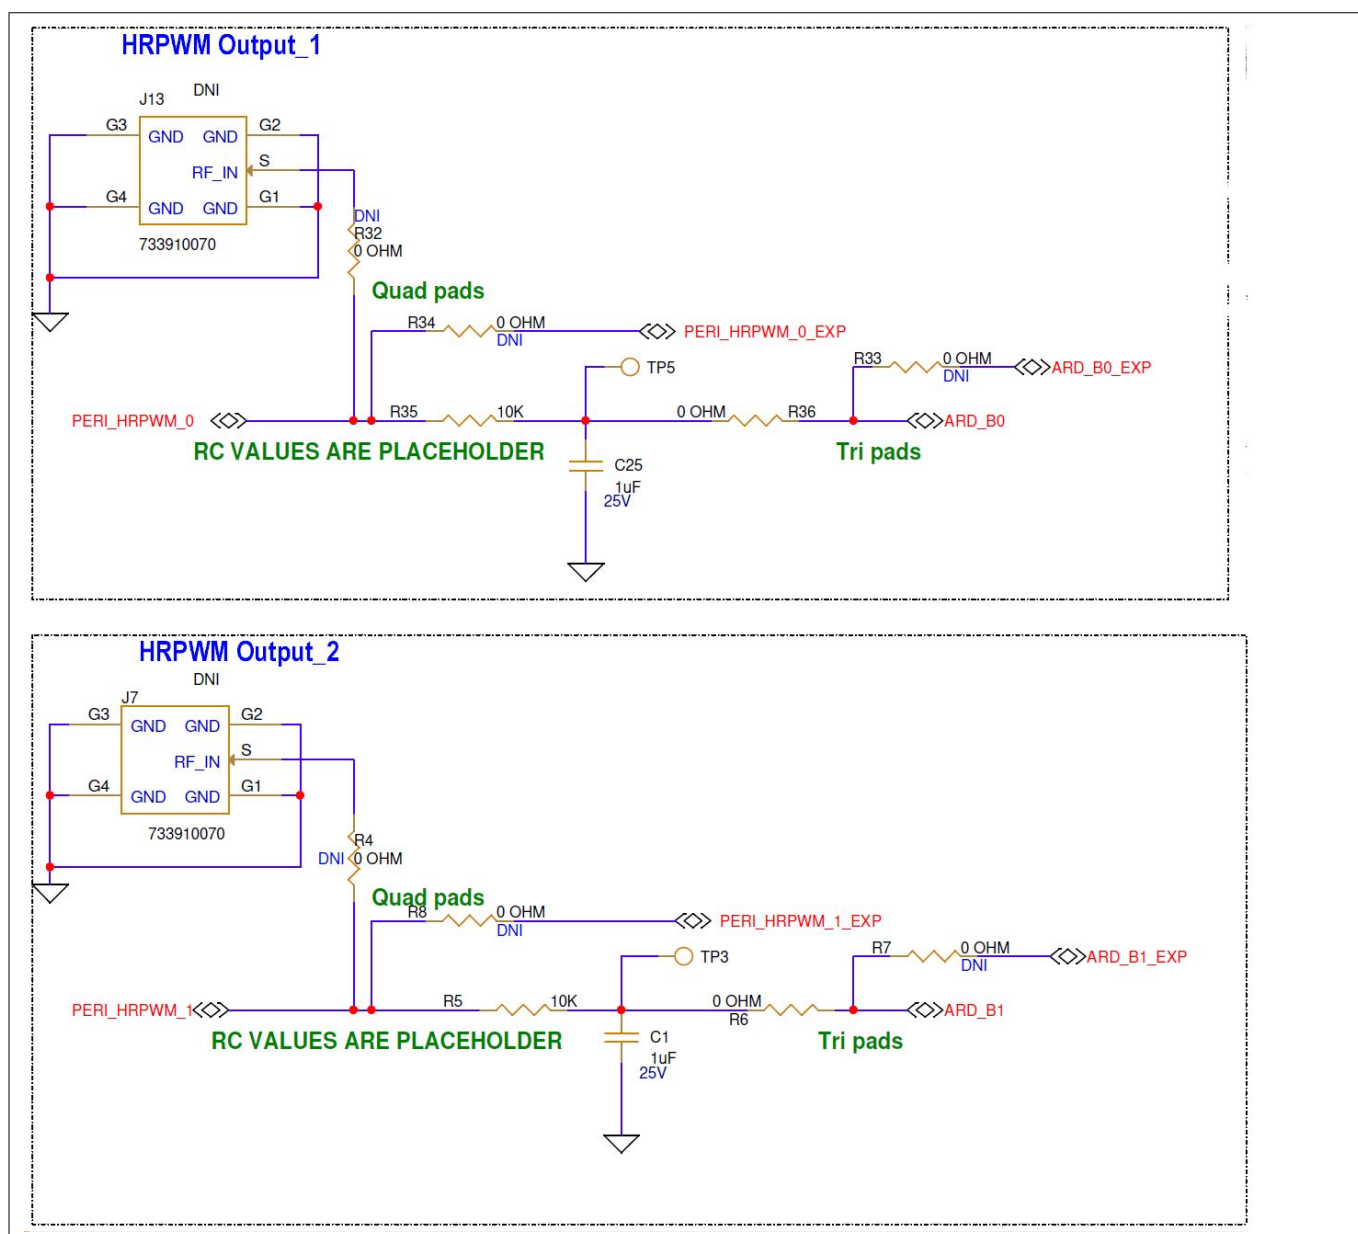 HRPWM Output_1
DNI
J13
G3 GND GND G2
RF_IN S
G4 GND GND G1
733910070
DNI
R32
0 OHM
Quad pads
R34 0 OHM
DNI
PERI_HRPWM_0_EXP
TP5
R33 0 OHM
DNI
ARD_B0_EXP
PERI_HRPWM_0
R35 10K
0 OHM R36
ARD_B0
RC VALUES ARE PLACEHOLDER
Tri pads
C25
1uF
25V
HRPWM Output_2
DNI
J7
G3 GND GND G2
RF_IN S
G4 GND GND G1
733910070
R4
DNI 0 OHM
Quad pads
R8 0 OHM
DNI
PERI_HRPWM_1_EXP
TP3
R7 0 OHM
DNI
ARD_B1_EXP
PERI_HRPWM_1
R5 10K
0 OHM
R6
ARD_B1
RC VALUES ARE PLACEHOLDER
Tri pads
C1
1uF
25V